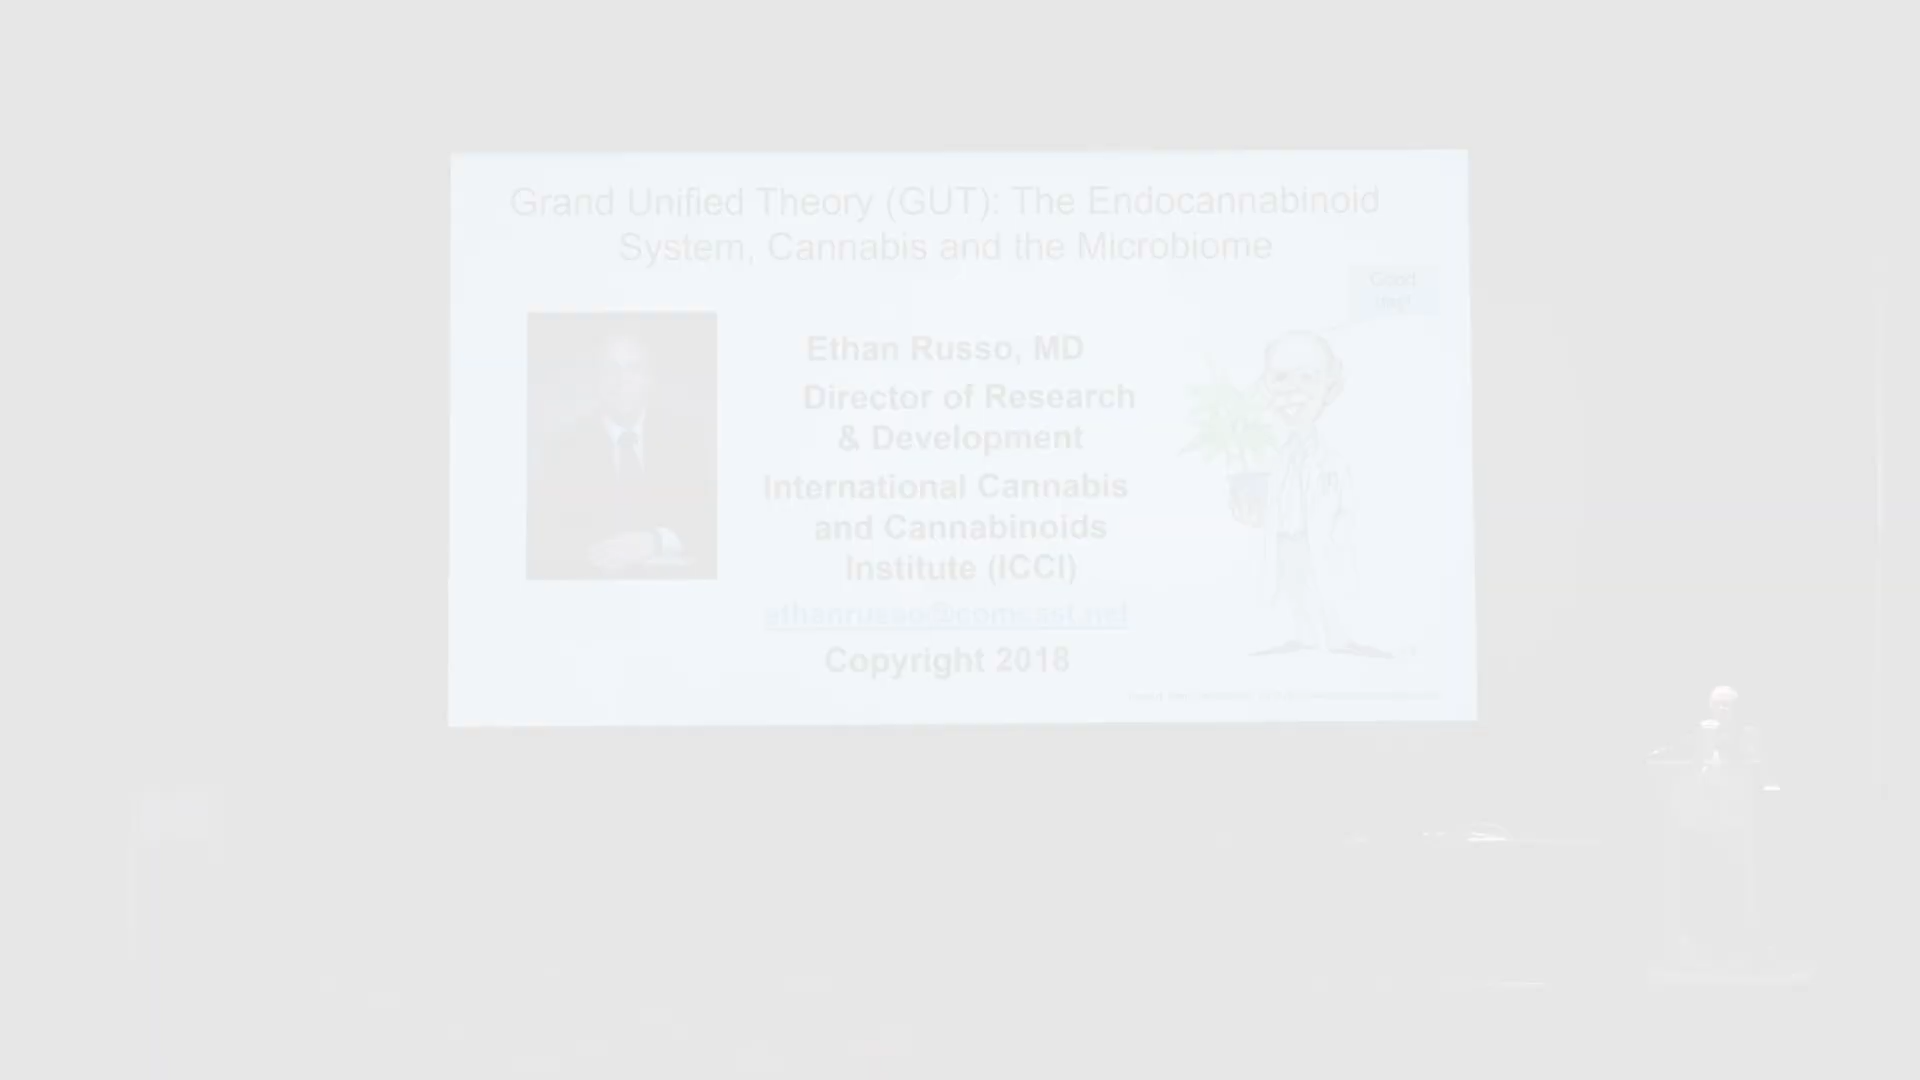 Grand Unified Theory (GUT): The Endocannabinoid
System, Cannabis and the Microbiome
Good
Ethan Russo, MD
Director of Research
& Development
International Cannabis
and Cannabinoids
Institute (ICCI)
ethanrusso@comcast.net
Copyright 2018